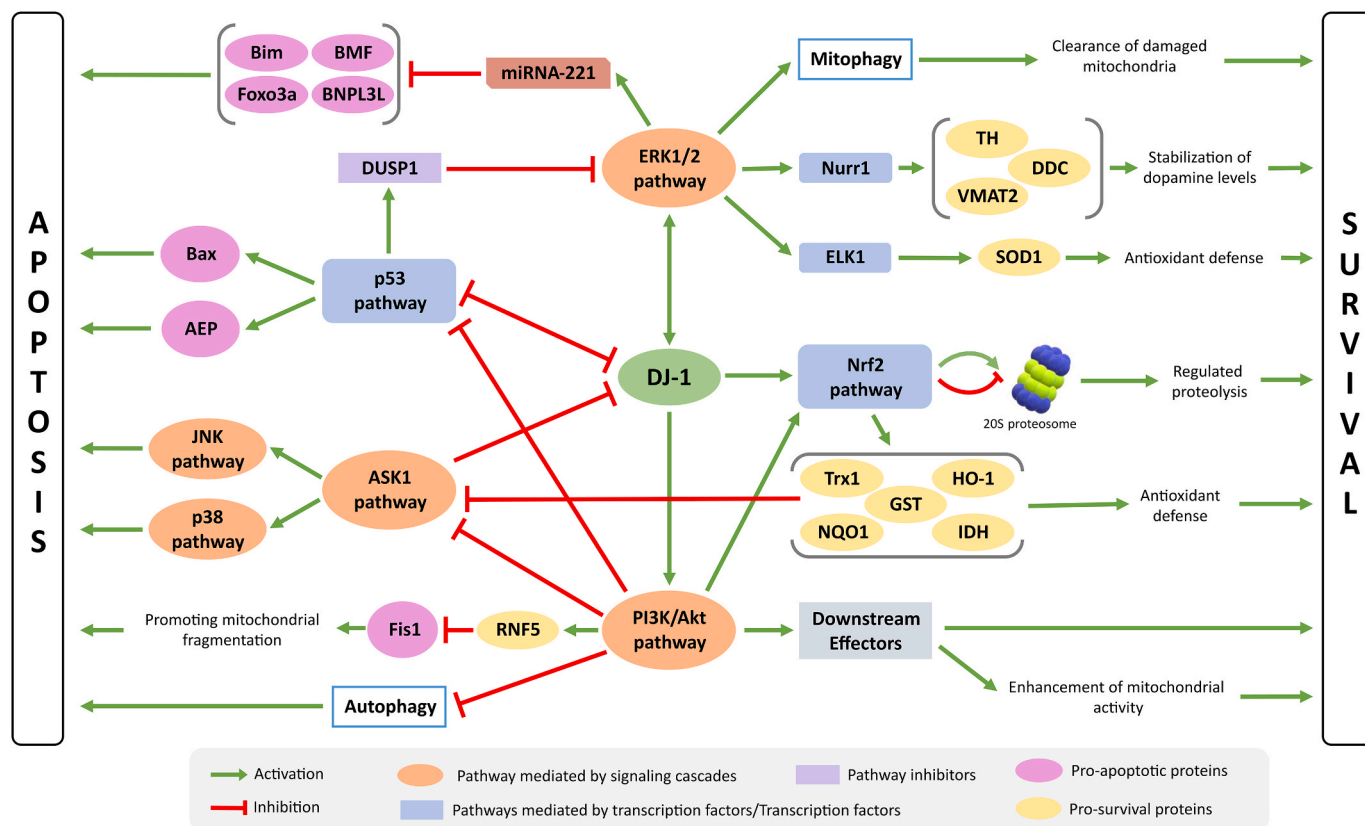 APOPTOSIS
Bim
BMF
Foxo3a
BNPL3L
miRNA-221
Mitophagy
Clearance of damaged
mitochondria
DUSP1
ERK1/2
pathway
Nurr1
TH
DDC
VMAT2
Stabilization of
dopamine levels
Bax
p53
pathway
ELK1
SOD1
Antioxidant defense
AEP
DJ-1
Nrf2
pathway
20S proteosome
Regulated
proteolysis
JNK
pathway
ASK1
pathway
p38
pathway
Trx1
HO-1
GST
NQO1
IDH
Antioxidant
defense
Promoting mitochondrial
fragmentation
Fis1
RNF5
PI3K/Akt
pathway
Downstream
Effectors
Autophagy
Enhancement of mitochondrial
activity
SURVIVAL
Activation
Pathway mediated by signaling cascades
Pathway inhibitors
Pro-apoptotic proteins
Inhibition
Pathways mediated by transcription factors/Transcription factors
Pro-survival proteins